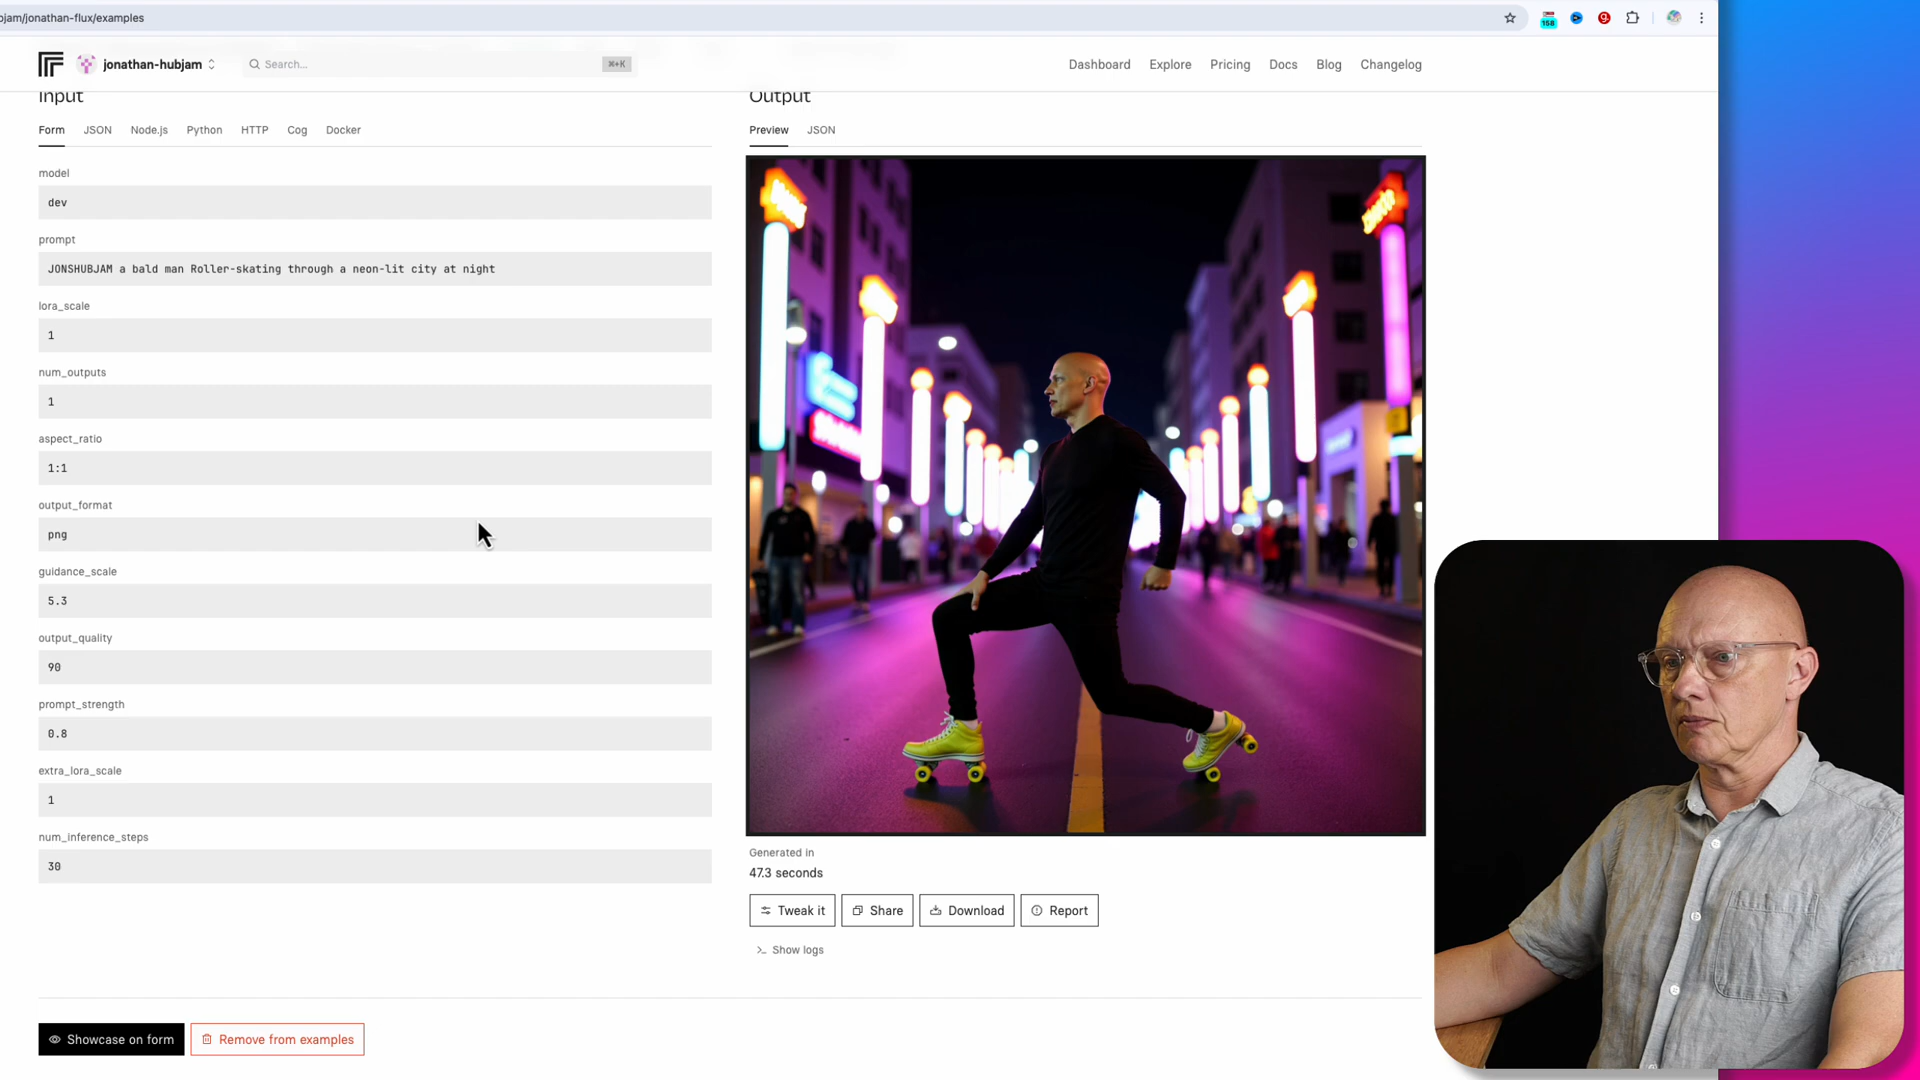 ojam/jonathan-flux/examples
158
jonathan-hubjam
Search...
⌘+K
Dashboard
Explore
Pricing
Docs
Blog
Changelog
Input
Output
Form
JSON
Node.js
Python
HTTP
Cog
Docker
Preview
JSON
model
dev
prompt
JONSHUBJAM a bald man Roller-skating through a neon-lit city at night
lora_scale
1
num_outputs
1
aspect_ratio
1:1
output_format
png
guidance_scale
5.3
output_quality
90
prompt_strength
0.8
extra_lora_scale
1
num_inference_steps
30
Generated in
47.3 seconds
Tweak it
Share
Download
Report
>_ Show logs
Showcase on form
Remove from examples